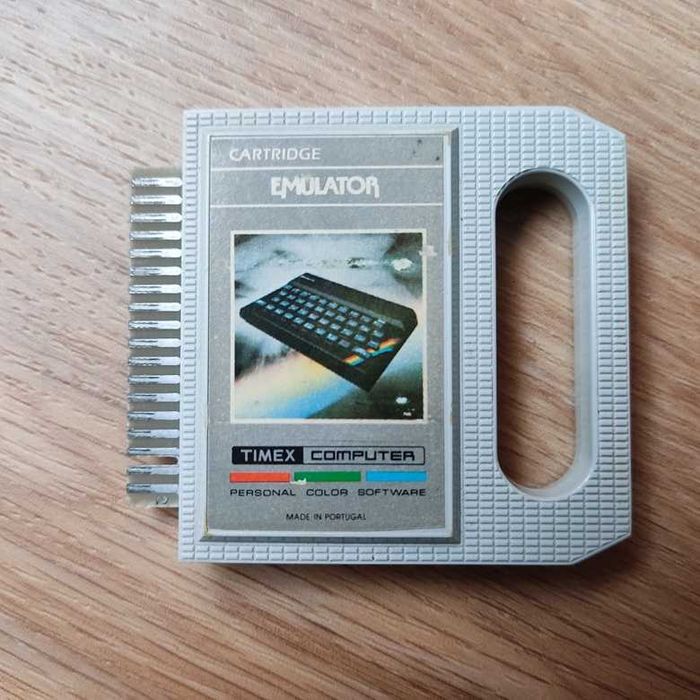 CARTRIDGE
EMULATOR
TIMEX COMPUTER
PERSONAL COLOR SOFTWARE
MADE IN PORTUGAL